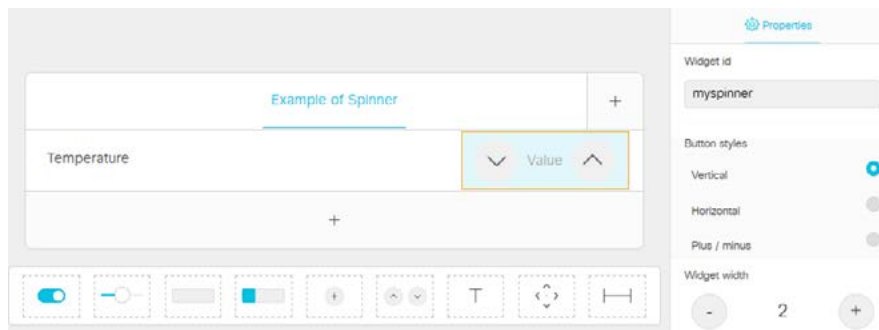 Properties
Widget id
myspinner
Example of Spinner
+
Temperature
Value
Button styles
Vertical
Horizontal
Plus / minus
+
Widget width
- 2 +
+
T